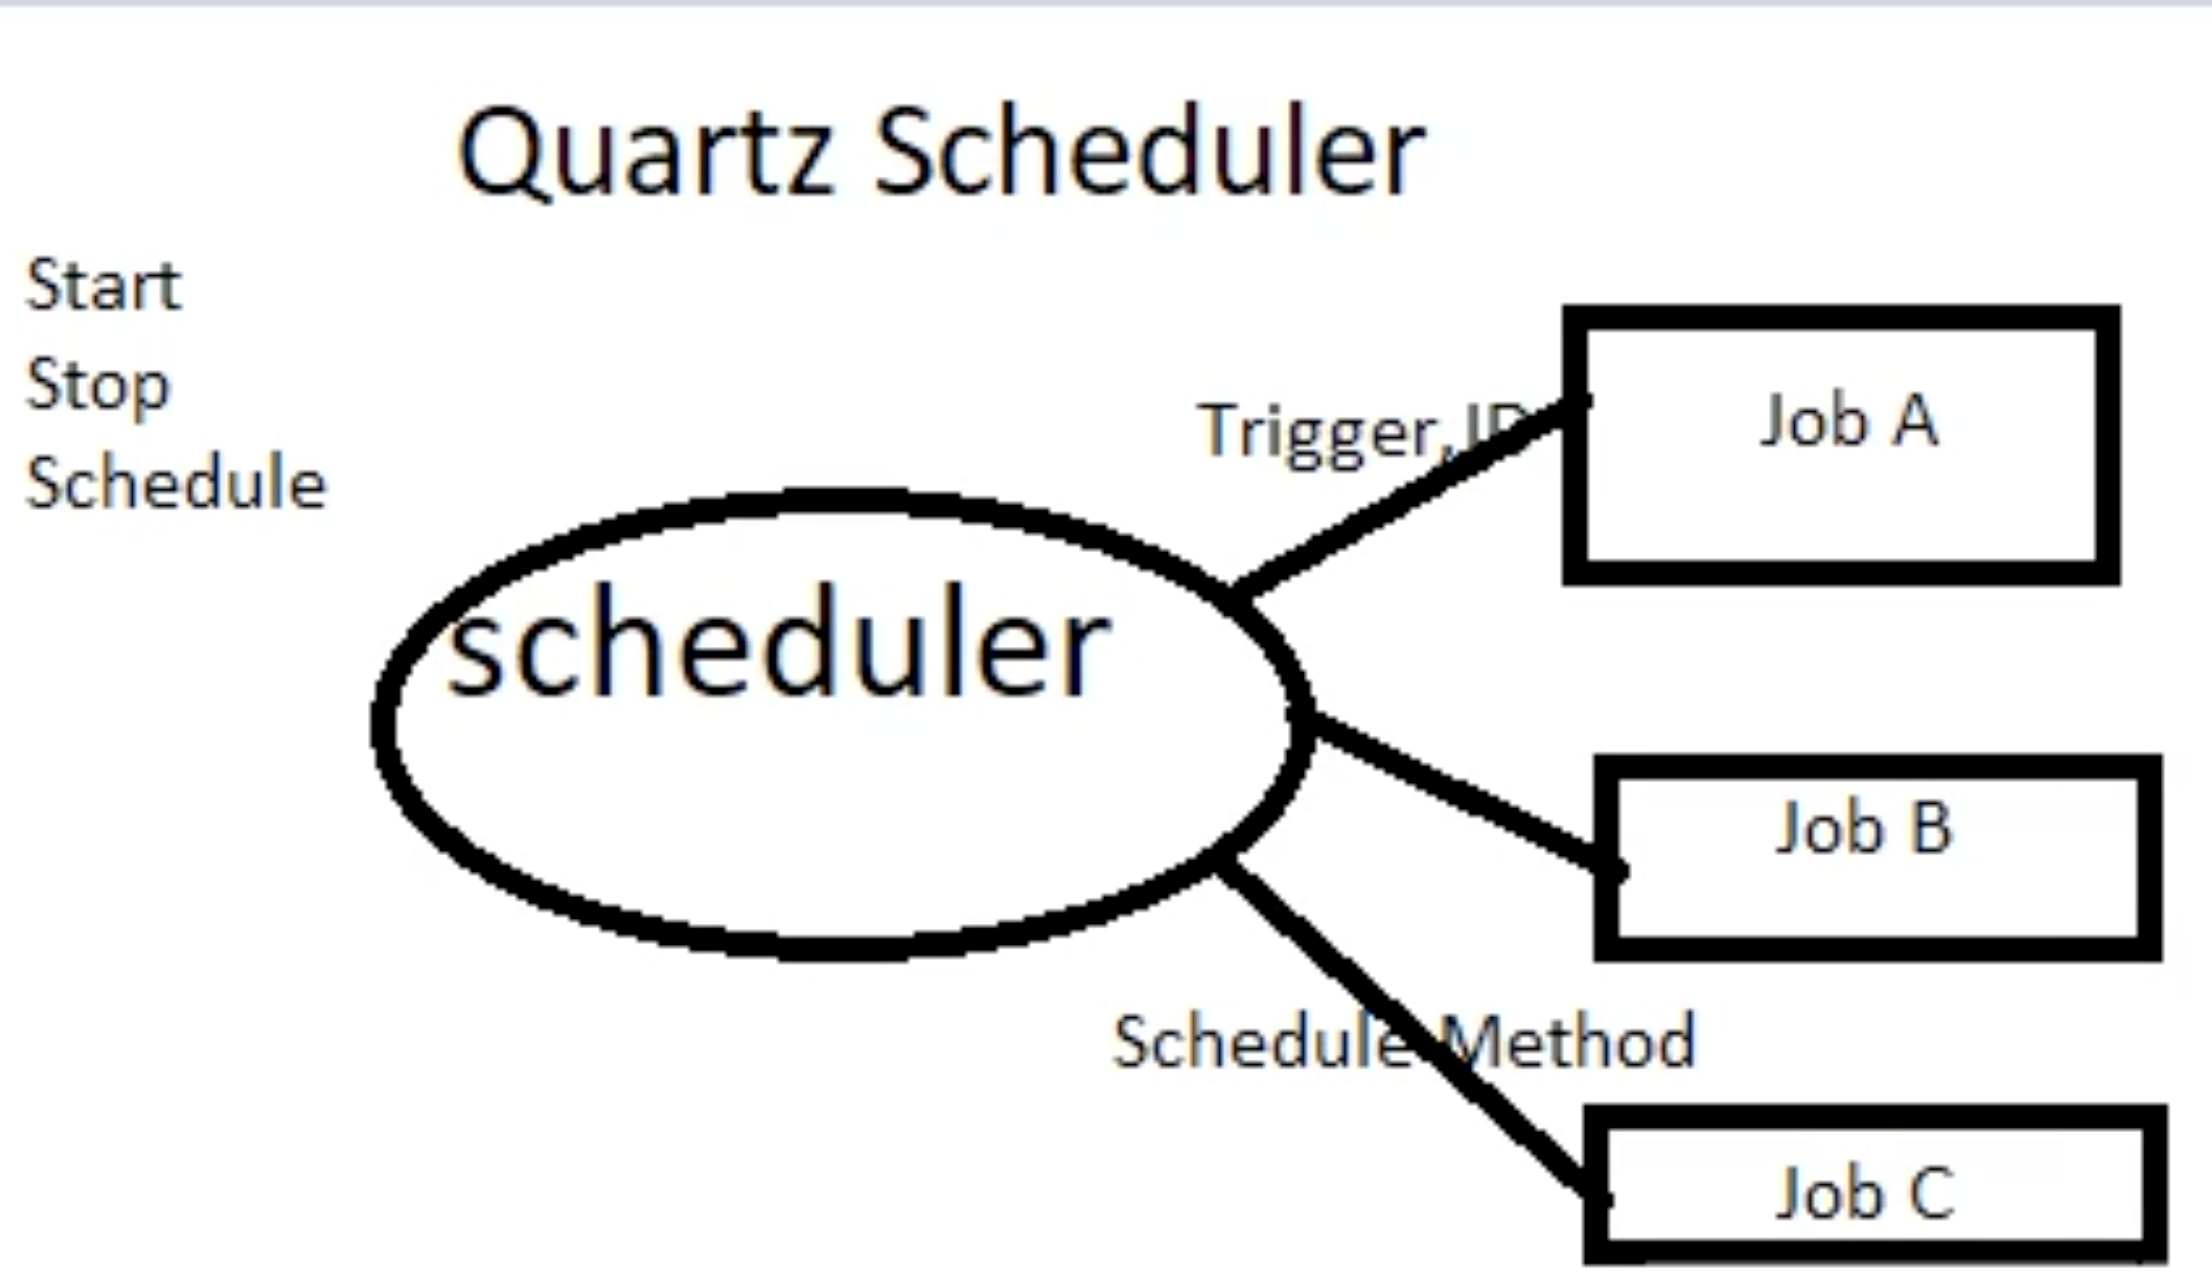 Quartz Scheduler
Start
Stop
Schedule
Trigger, ID
Job A
scheduler
Job B
Schedule Method
Job C